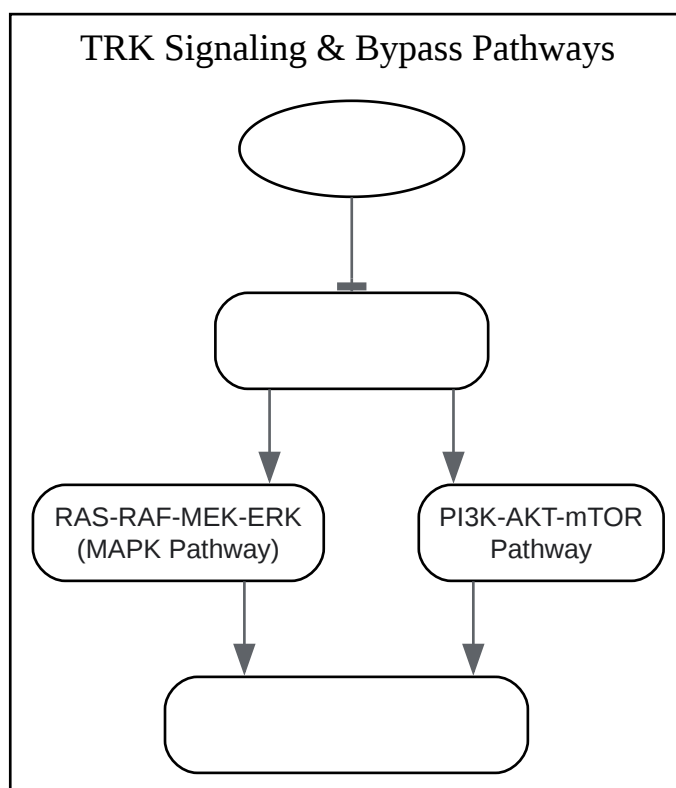 TRK Signaling & Bypass Pathways
RAS-RAF-MEK-ERK
(MAPK Pathway)
PI3K-AKT-mTOR
Pathway